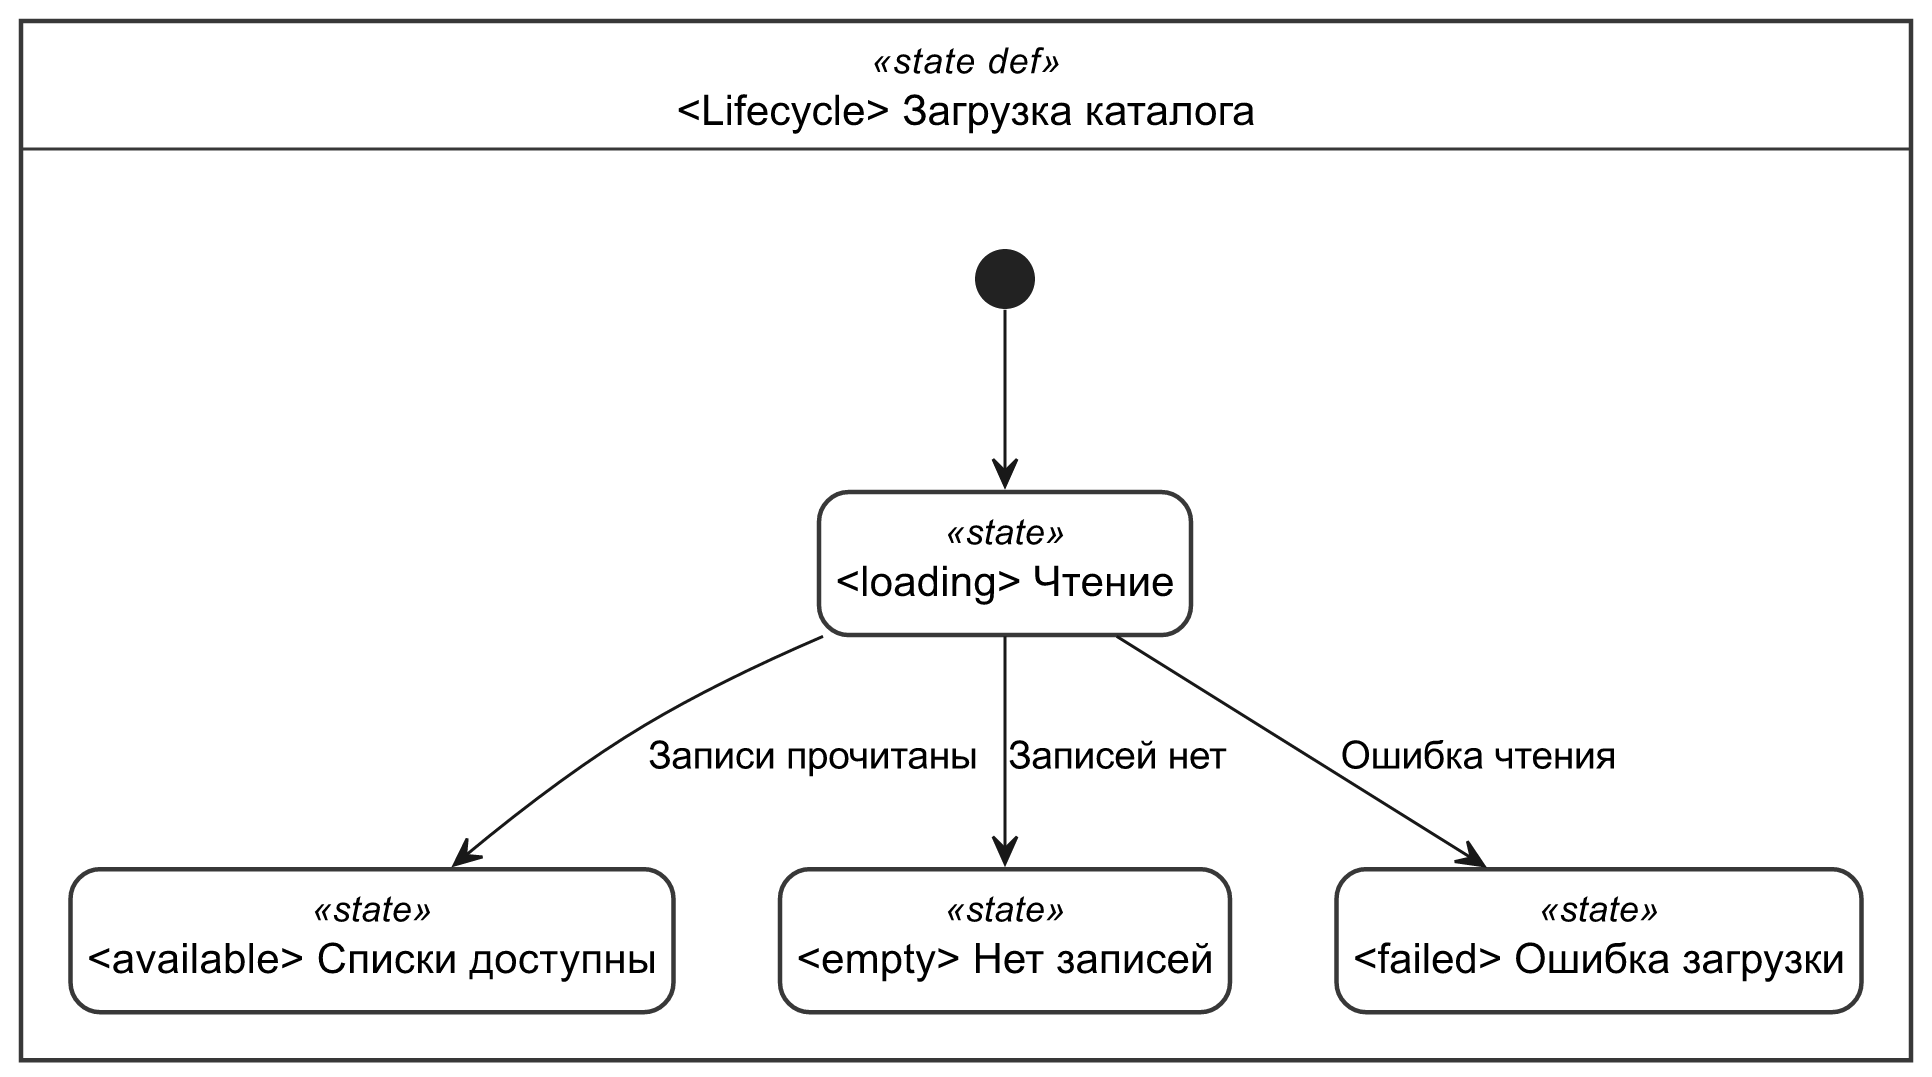 «state def»
<Lifecycle> Загрузка каталога
«state»
<loading> Чтение
Записи прочитаны
Записей нет
Ошибка чтения
«state»
<available> Списки доступны
«state»
<empty> Нет записей
«state»
<failed> Ошибка загрузки